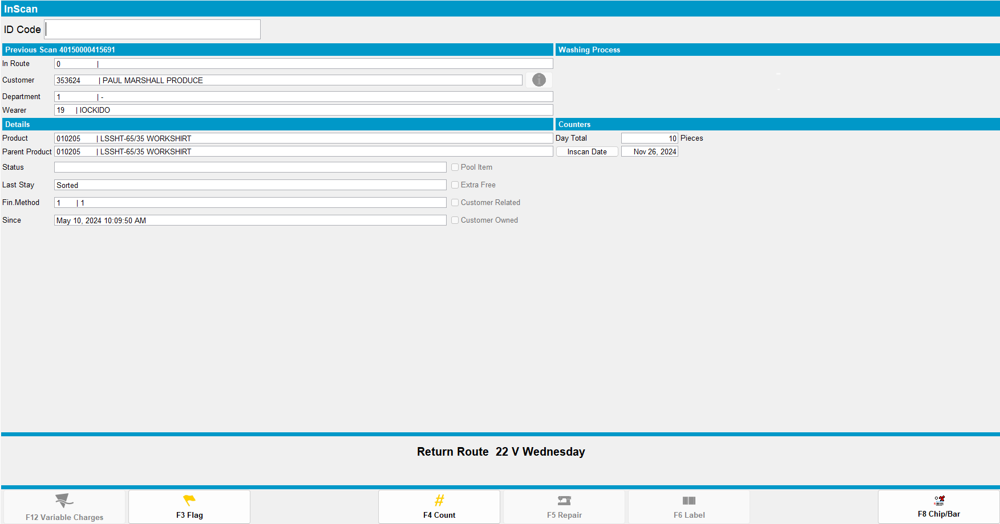 InScan
ID Code
Previous Scan 40150000415691
Washing Process
In Route 0 |
Customer 353624 | PAUL MARSHALL PRODUCE
Department 1 | -
Wearer 19 | IOCKIDO
Details
Counters
Product 010205 | LSSHT-65/35 WORKSHIRT
Day Total 10 Pieces
Parent Product 010205 | LSSHT-65/35 WORKSHIRT
Inscan Date Nov 26, 2024
Status
Pool Item
Last Stay Sorted
Extra Free
Fin.Method 1 | 1
Customer Related
Since May 10, 2024 10:09:50 AM
Customer Owned
Return Route 22 V Wednesday
F12 Variable Charges
F3 Flag
F4 Count
F5 Repair
F6 Label
F8 Chip/Bar